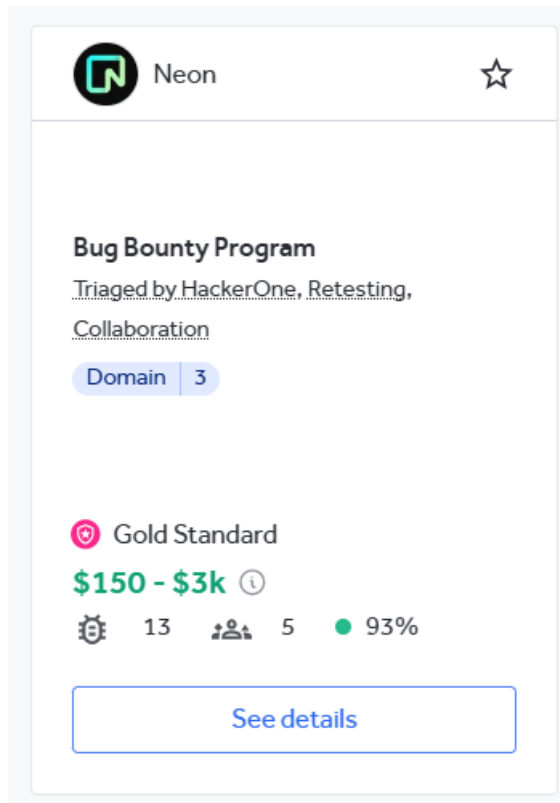 Neon
Bug Bounty Program
Triaged by HackerOne, Retesting,
Collaboration
Domain 3
Gold Standard
$150 - $3k
13 5 93%
See details